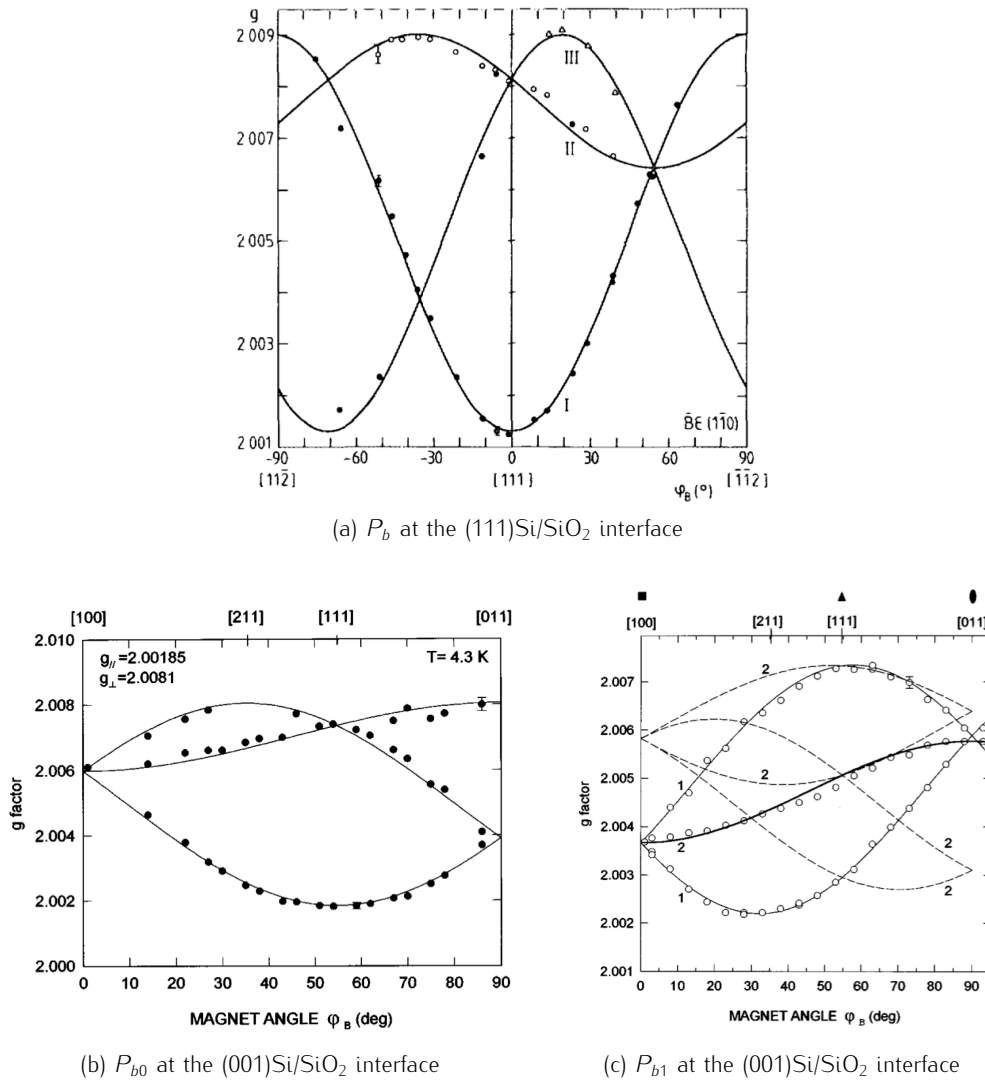 g
2 009
2 007
2 005
2 003
2 001
III
II
I
B̄ϵ(11̄0)
-90 -60 -30 0 30 60 90
[112̄] [111] [1̄1̄2]
φB(°)
(a) Pb at the (111)Si/SiO2 interface
[100] [211] [111] [011]
2.010
2.008
2.006
2.004
2.002
2.000
g//=2.00185
g⊥=2.0081
T= 4.3 K
g factor
0 10 20 30 40 50 60 70 80 90
MAGNET ANGLE φB (deg)
(b) Pb0 at the (001)Si/SiO2 interface
[100] [211] [111] [011]
2.007
2.006
2.005
2.004
2.003
2.002
2.001
g factor
2
2
1
2
1
2
2
0 10 20 30 40 50 60 70 80 90
MAGNET ANGLE φB (deg)
(c) Pb1 at the (001)Si/SiO2 interface